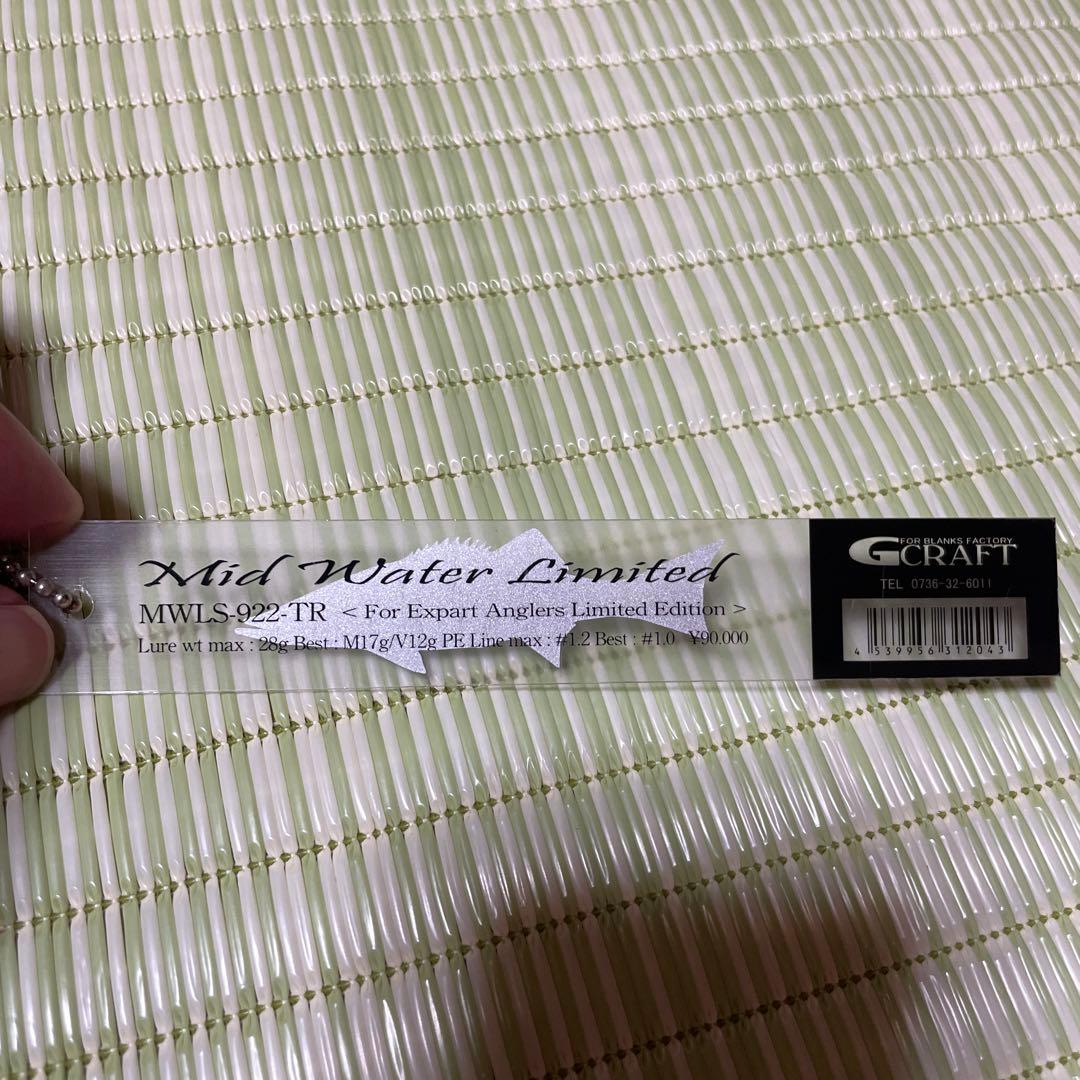 Mid Water Limited
MWLS-922-TR < For Expart Anglers Limited Edition >
Lure wt max : 28g Best : M17g/V12g PE Line max : #1.2 Best : #1.0 ¥90.000
FOR BLANKS FACTORY
GCRAFT
TEL 0736-32-6011
4 539956 312043